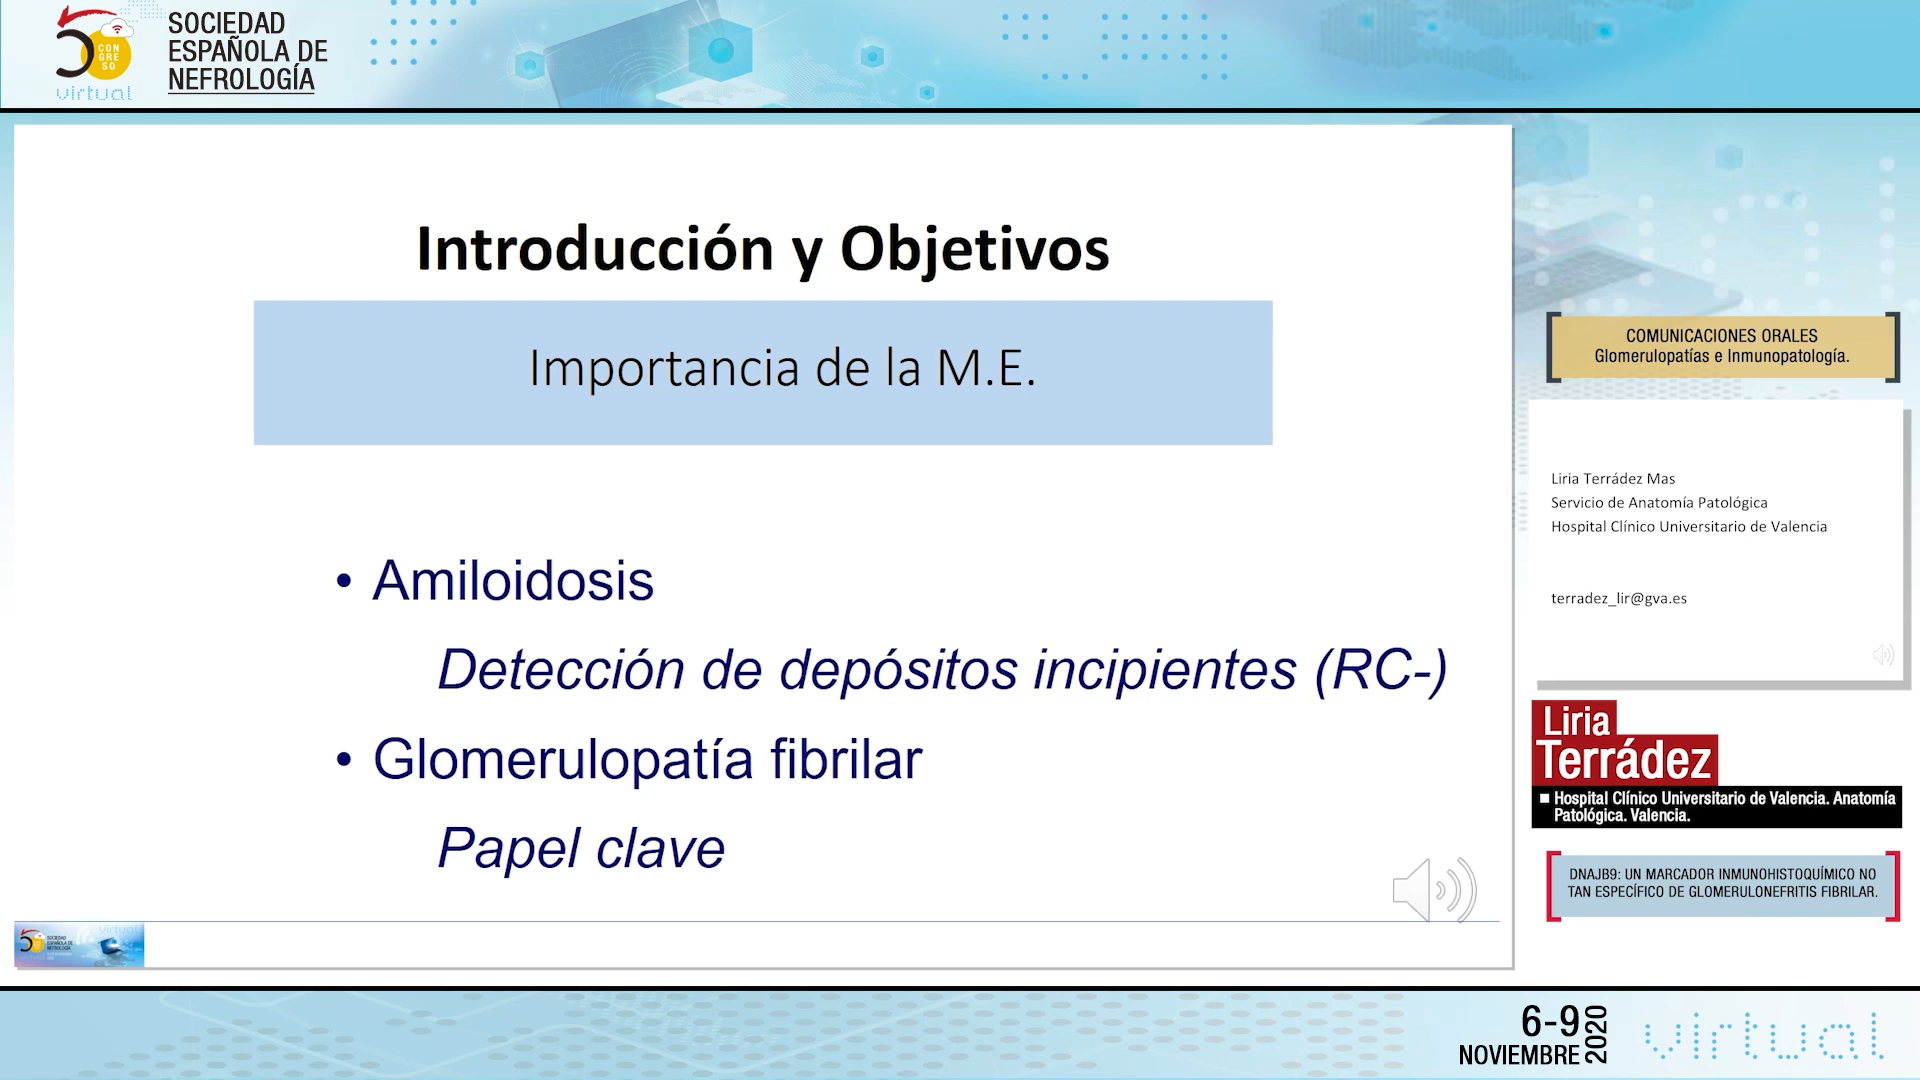 CON
GRE
SO
virtual
SOCIEDAD
ESPAÑOLA DE
NEFROLOGÍA
Introducción y Objetivos
Importancia de la M.E.
• Amiloidosis
Detección de depósitos incipientes (RC-)
• Glomerulopatía fibrilar
Papel clave
COMUNICACIONES ORALES
Glomerulopatías e Inmunopatología.
Liria Terrádez Mas
Servicio de Anatomía Patológica
Hospital Clínico Universitario de Valencia
terradez_lir@gva.es
Liria
Terrádez
Hospital Clínico Universitario de Valencia. Anatomía
Patológica. Valencia.
DNAJB9: UN MARCADOR INMUNOHISTOQUÍMICO NO
TAN ESPECÍFICO DE GLOMERULONEFRITIS FIBRILAR.
6-9
NOVIEMBRE
2020
virtual